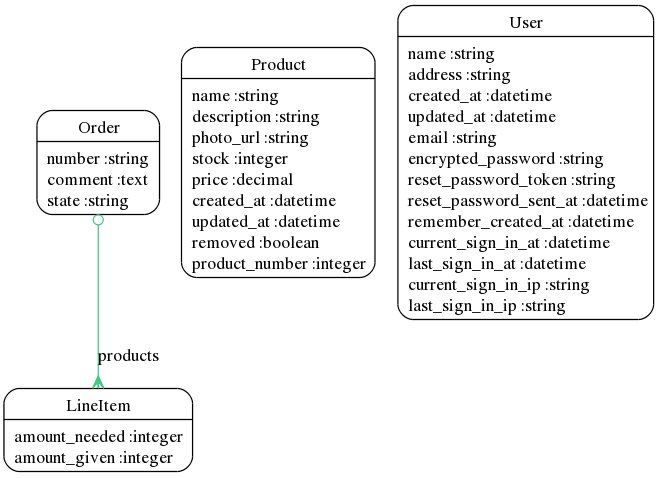 Order
number :string
comment :text
state :string
products
LineItem
amount_needed :integer
amount_given :integer
Product
name :string
description :string
photo_url :string
stock :integer
price :decimal
created_at :datetime
updated_at :datetime
removed :boolean
product_number :integer
User
name :string
address :string
created_at :datetime
updated_at :datetime
email :string
encrypted_password :string
reset_password_token :string
reset_password_sent_at :datetime
remember_created_at :datetime
current_sign_in_at :datetime
last_sign_in_at :datetime
current_sign_in_ip :string
last_sign_in_ip :string